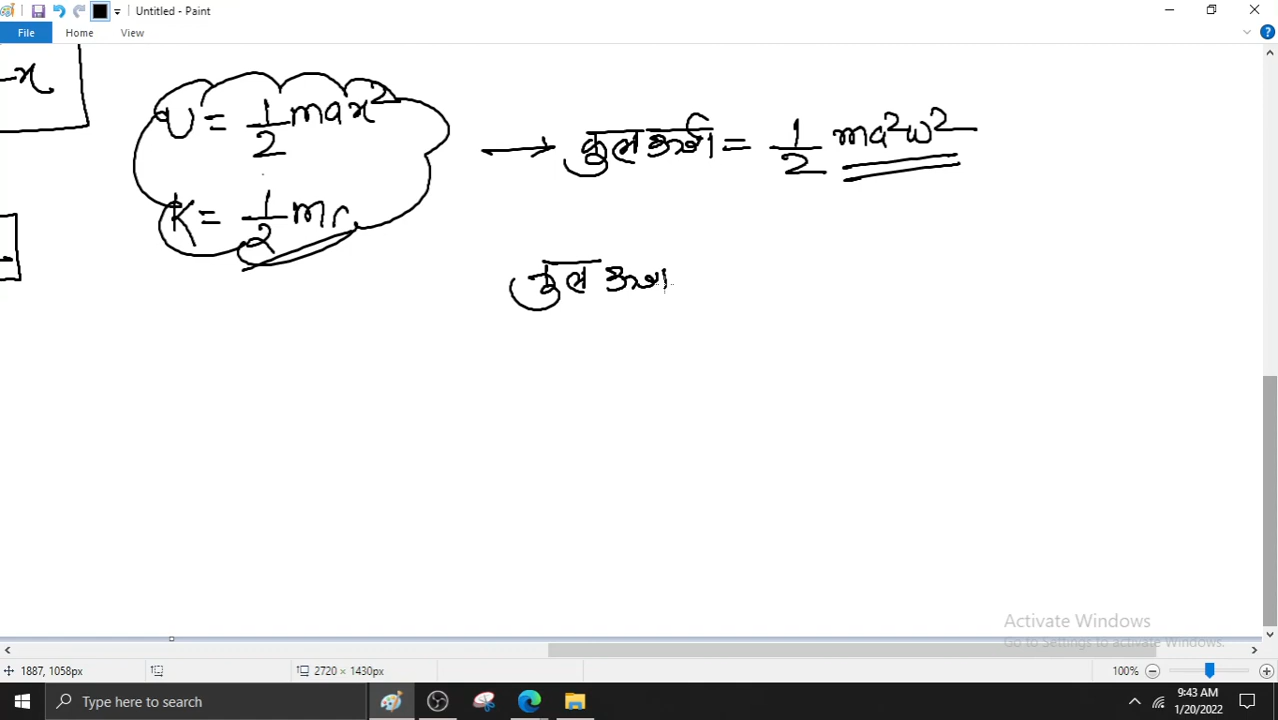 Untitled - Paint
File Home View
-x
U = 1/2 max²
→ कुल ऊर्जा = 1/2 ma²ω²
K = 1/2 mr
कुल ऊर्जा
Activate Windows
Go to Settings to activate Windows.
1887, 1058px 2720 × 1430px 100%
Type here to search
9:43 AM
1/20/2022